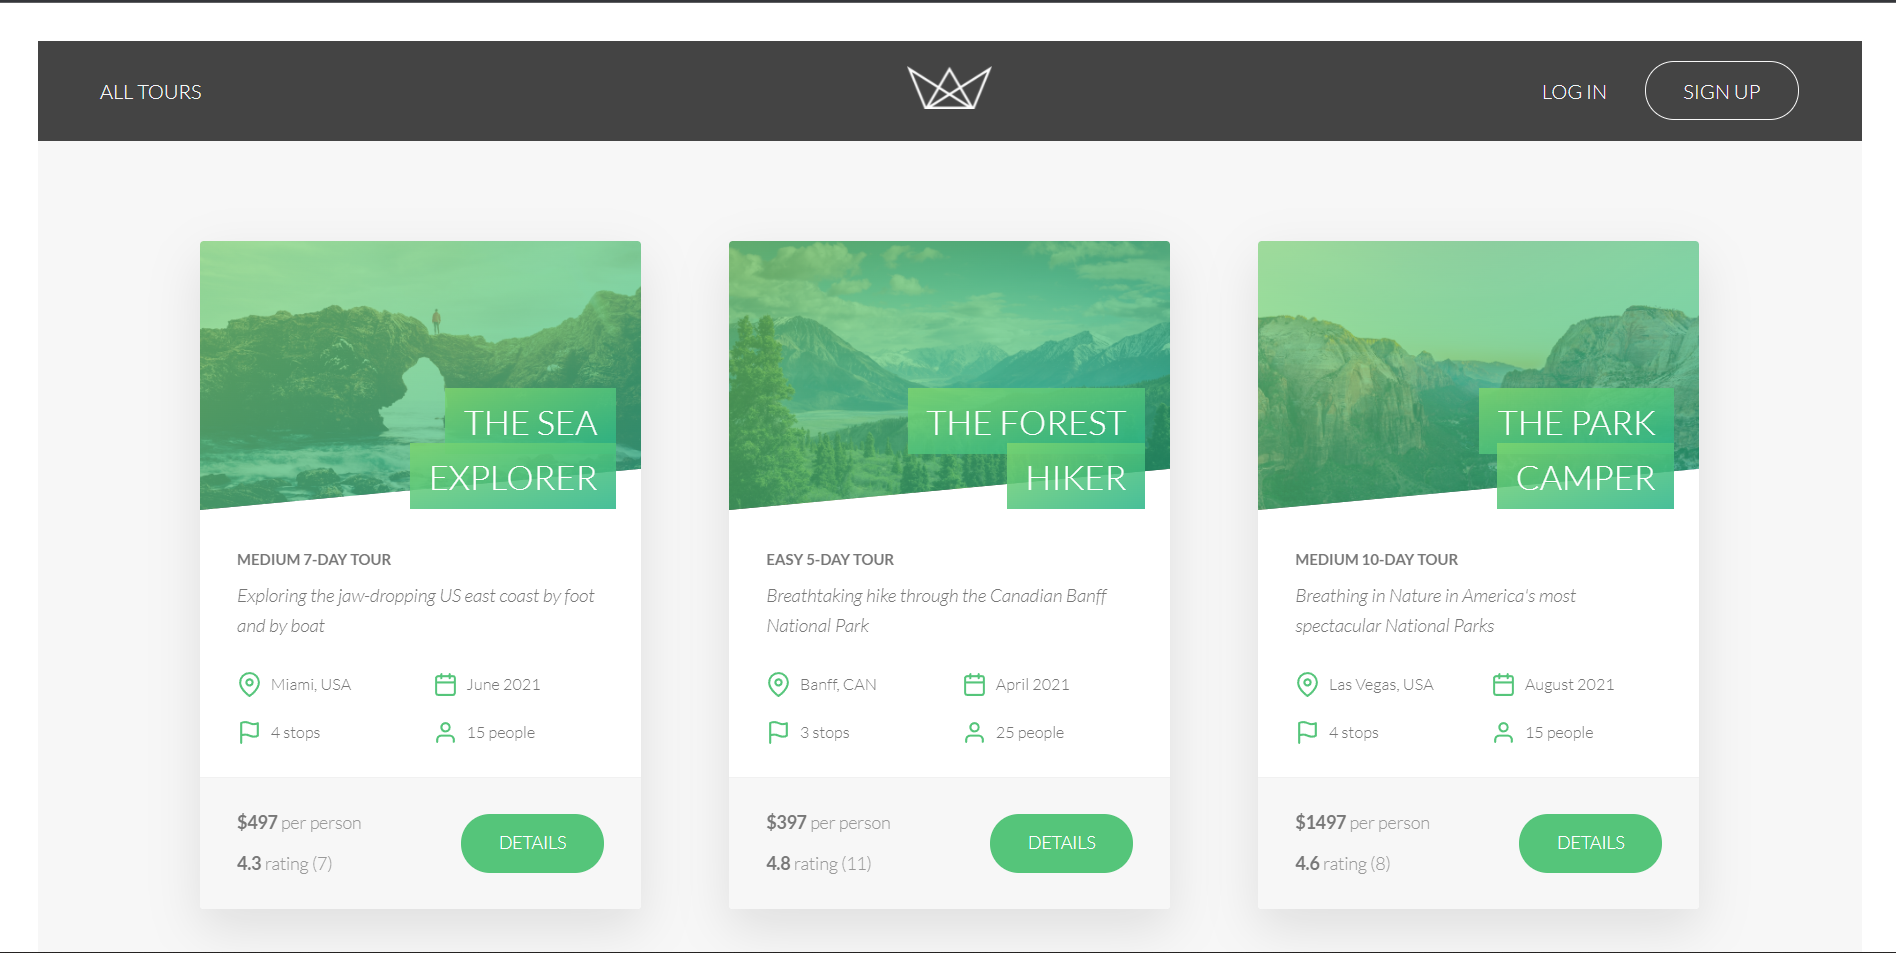 ALL TOURS
LOG IN
SIGN UP
THE SEA
EXPLORER
MEDIUM 7-DAY TOUR
Exploring the jaw-dropping US east coast by foot
and by boat
Miami, USA
June 2021
4 stops
15 people
$497 per person
4.3 rating (7)
DETAILS
THE FOREST
HIKER
EASY 5-DAY TOUR
Breathtaking hike through the Canadian Banff
National Park
Banff, CAN
April 2021
3 stops
25 people
$397 per person
4.8 rating (11)
DETAILS
THE PARK
CAMPER
MEDIUM 10-DAY TOUR
Breathing in Nature in America's most
spectacular National Parks
Las Vegas, USA
August 2021
4 stops
15 people
$1497 per person
4.6 rating (8)
DETAILS